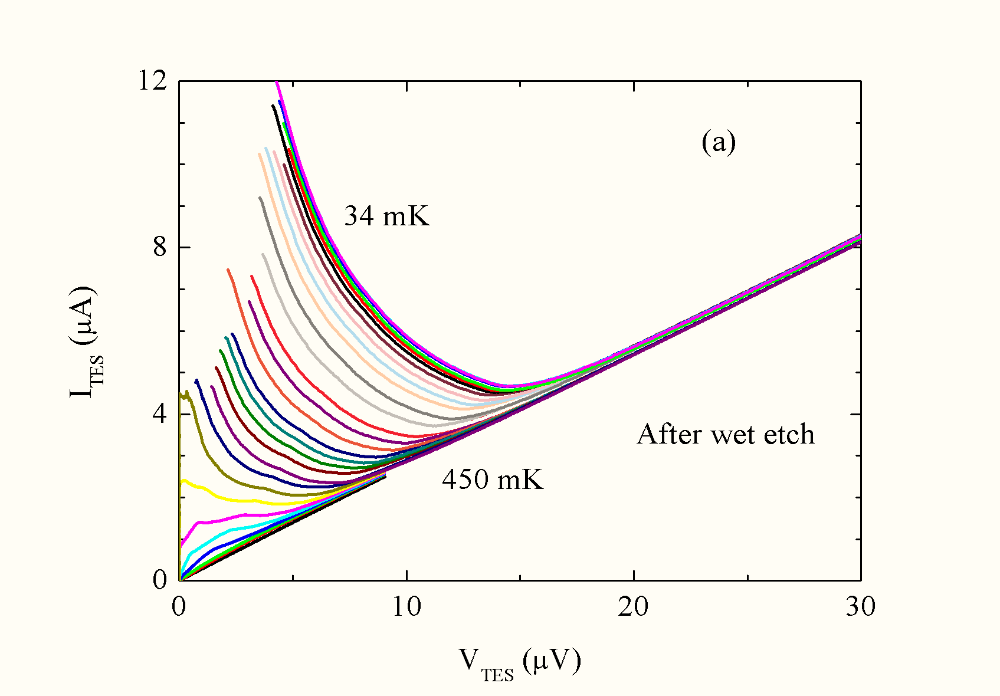 12
(a)
34 mK
8
I_TES (μA)
4
After wet etch
450 mK
0
0 10 20 30
V_TES (μV)